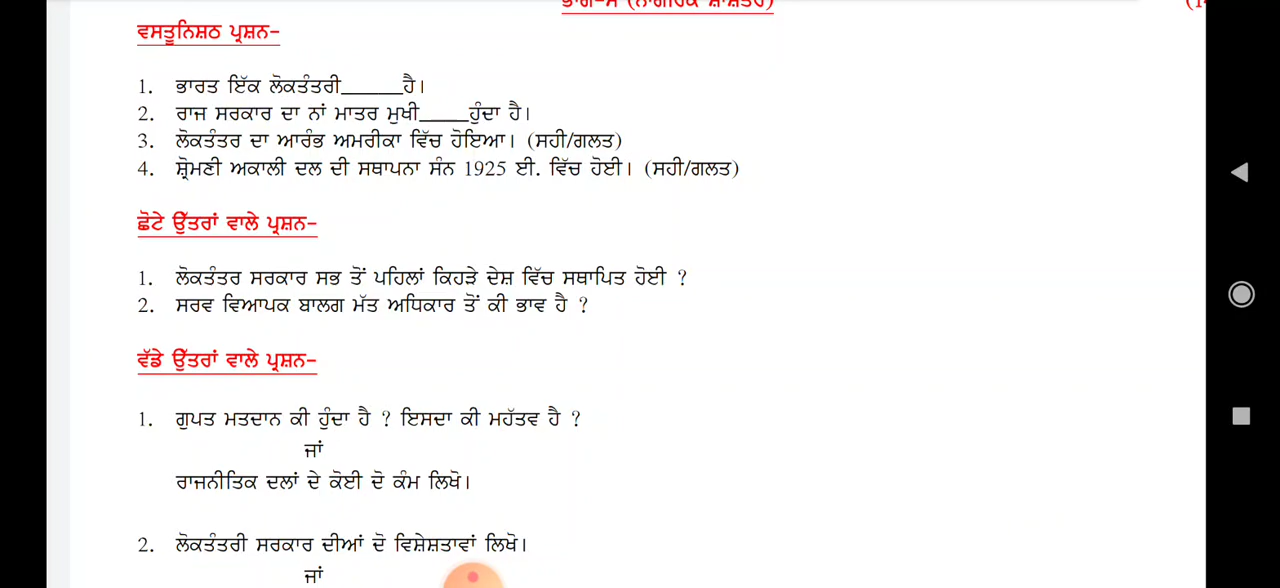 ਭਾਗ-ਸ (ਨਾਗਰਿਕ ਸ਼ਾਸ਼ਤਰ)
ਵਸਤੂਨਿਸ਼ਠ ਪ੍ਰਸ਼ਨ-
1. ਭਾਰਤ ਇੱਕ ਲੋਕਤੰਤਰੀ______ਹੈ।
2. ਰਾਜ ਸਰਕਾਰ ਦਾ ਨਾਂ ਮਾਤਰ ਮੁਖੀ_____ਹੁੰਦਾ ਹੈ।
3. ਲੋਕਤੰਤਰ ਦਾ ਆਰੰਭ ਅਮਰੀਕਾ ਵਿੱਚ ਹੋਇਆ। (ਸਹੀ/ਗਲਤ)
4. ਸ਼੍ਰੋਮਣੀ ਅਕਾਲੀ ਦਲ ਦੀ ਸਥਾਪਨਾ ਸੰਨ 1925 ਈ. ਵਿੱਚ ਹੋਈ। (ਸਹੀ/ਗਲਤ)
ਛੋਟੇ ਉੱਤਰਾਂ ਵਾਲੇ ਪ੍ਰਸ਼ਨ-
1. ਲੋਕਤੰਤਰ ਸਰਕਾਰ ਸਭ ਤੋਂ ਪਹਿਲਾਂ ਕਿਹੜੇ ਦੇਸ਼ ਵਿੱਚ ਸਥਾਪਿਤ ਹੋਈ ?
2. ਸਰਵ ਵਿਆਪਕ ਬਾਲਗ ਮੱਤ ਅਧਿਕਾਰ ਤੋਂ ਕੀ ਭਾਵ ਹੈ ?
ਵੱਡੇ ਉੱਤਰਾਂ ਵਾਲੇ ਪ੍ਰਸ਼ਨ-
1. ਗੁਪਤ ਮਤਦਾਨ ਕੀ ਹੁੰਦਾ ਹੈ ? ਇਸਦਾ ਕੀ ਮਹੱਤਵ ਹੈ ?
ਜਾਂ
ਰਾਜਨੀਤਿਕ ਦਲਾਂ ਦੇ ਕੋਈ ਦੋ ਕੰਮ ਲਿਖੋ।
2. ਲੋਕਤੰਤਰੀ ਸਰਕਾਰ ਦੀਆਂ ਦੋ ਵਿਸ਼ੇਸ਼ਤਾਵਾਂ ਲਿਖੋ।
ਜਾਂ